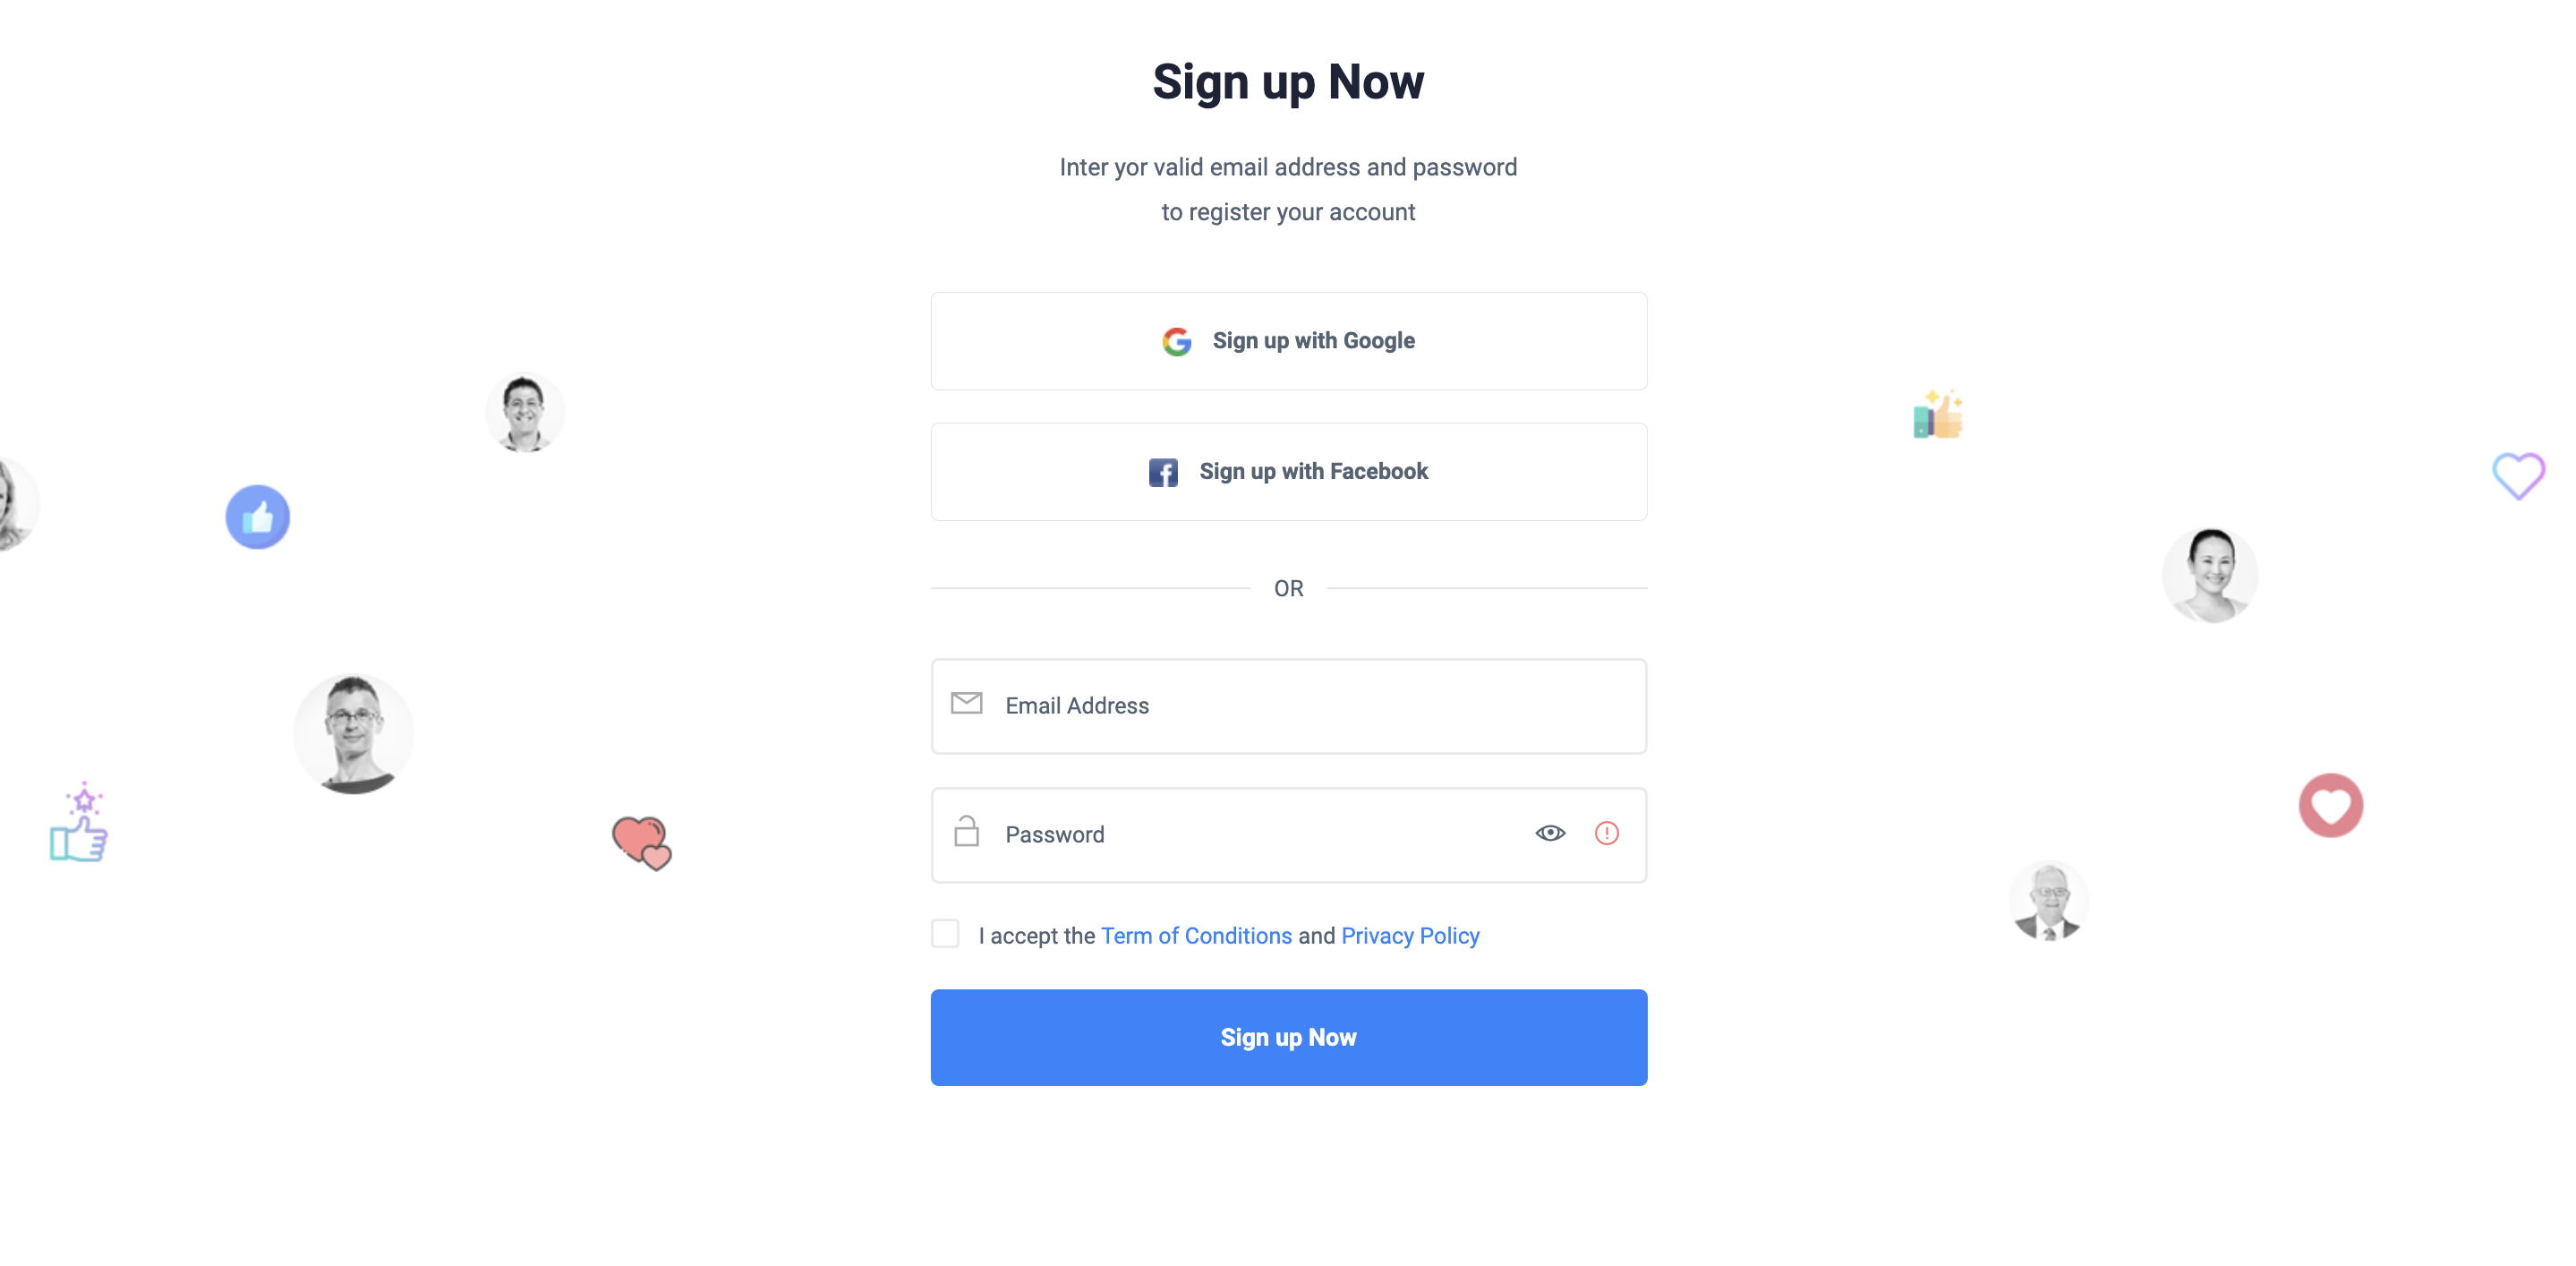 Sign up Now
Inter yor valid email address and password
to register your account
Sign up with Google
Sign up with Facebook
OR
Email Address
Password
I accept the Term of Conditions and Privacy Policy
Sign up Now